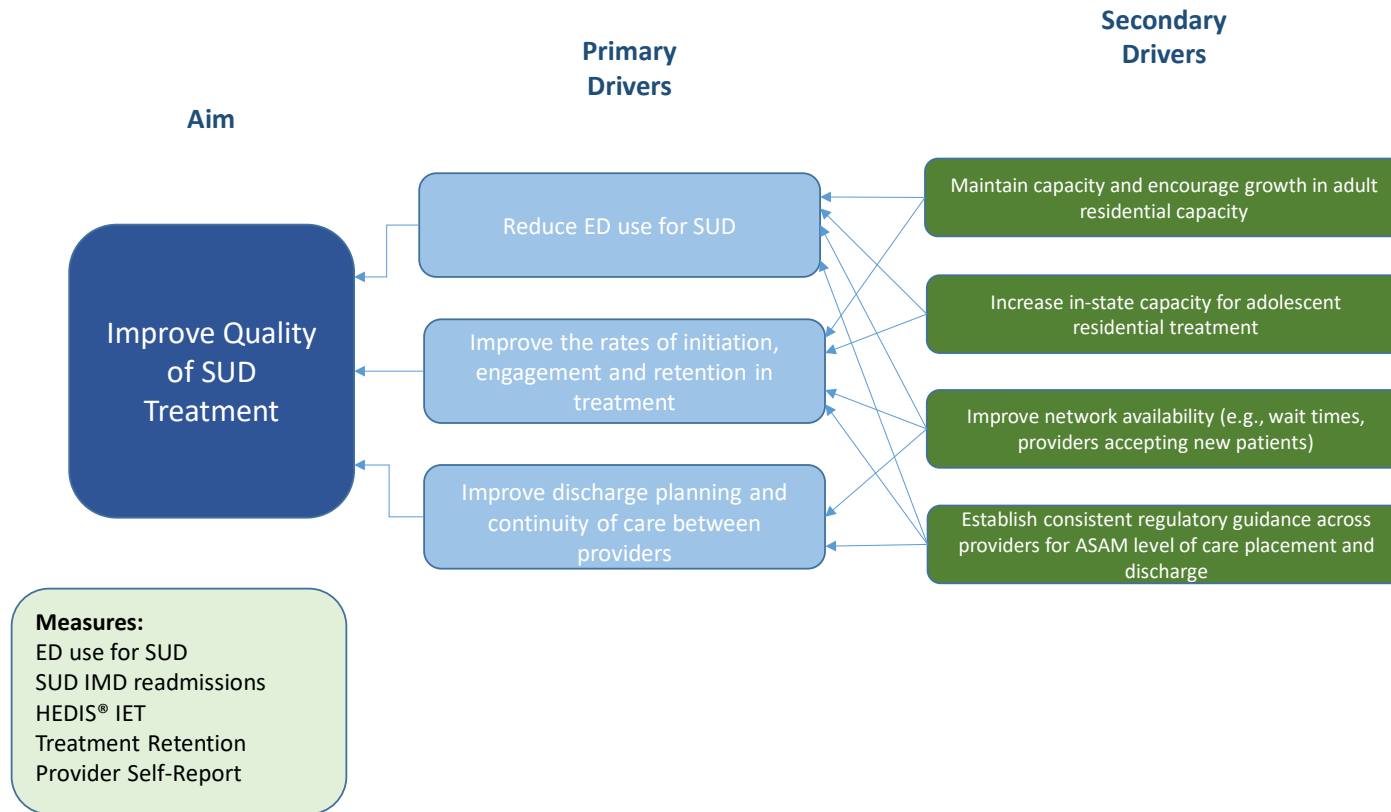 Aim
Primary
Drivers
Secondary
Drivers
Improve Quality
of SUD
Treatment
Reduce ED use for SUD
Improve the rates of initiation,
engagement and retention in
treatment
Improve discharge planning and
continuity of care between
providers
Maintain capacity and encourage growth in adult
residential capacity
Increase in-state capacity for adolescent
residential treatment
Improve network availability (e.g., wait times,
providers accepting new patients)
Establish consistent regulatory guidance across
providers for ASAM level of care placement and
discharge
Measures:
ED use for SUD
SUD IMD readmissions
HEDIS® IET
Treatment Retention
Provider Self-Report